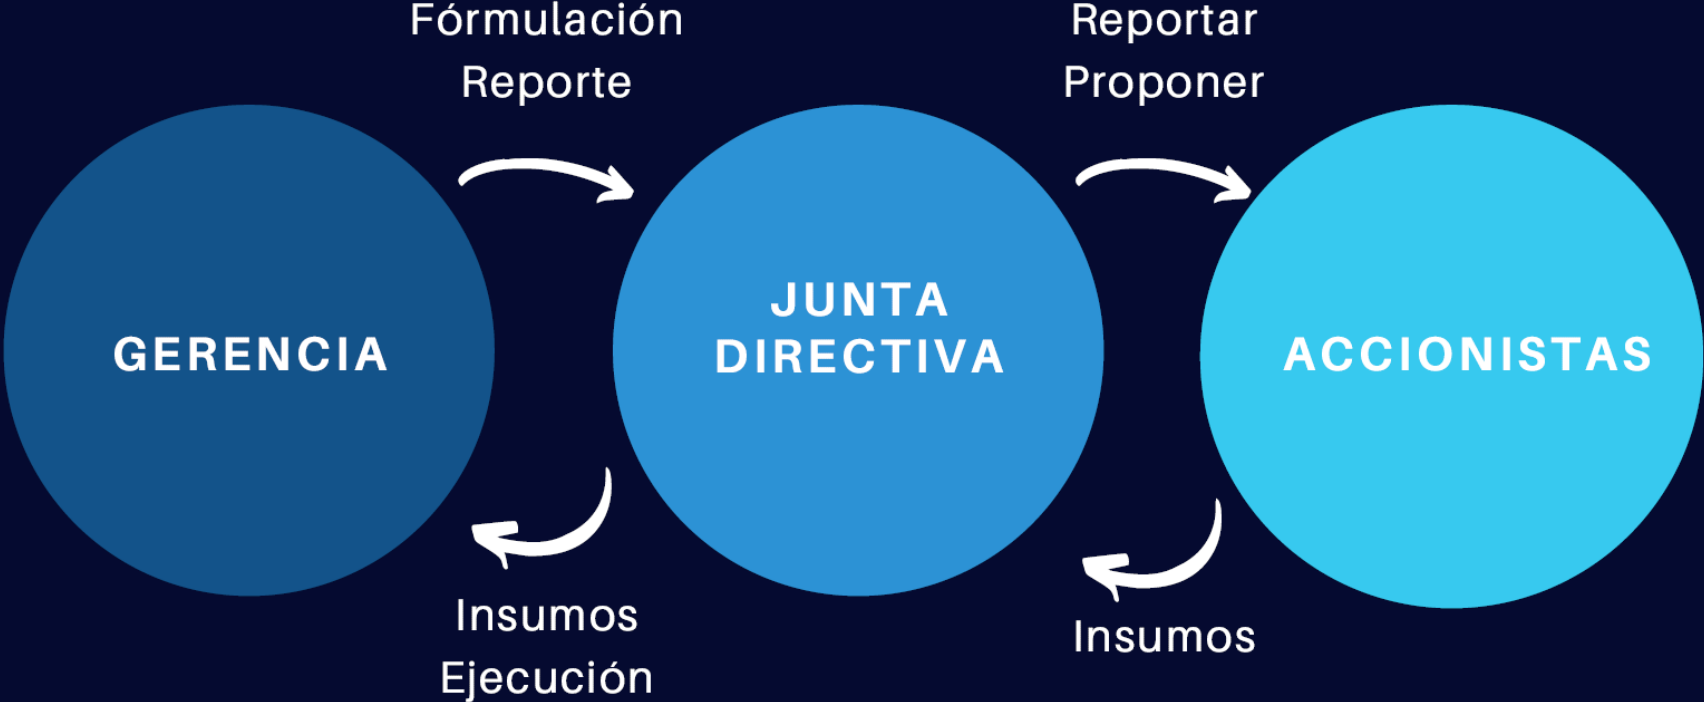 Fórmulación
Reporte
Reportar
Proponer
GERENCIA
JUNTA
DIRECTIVA
ACCIONISTAS
Insumos
Ejecución
Insumos